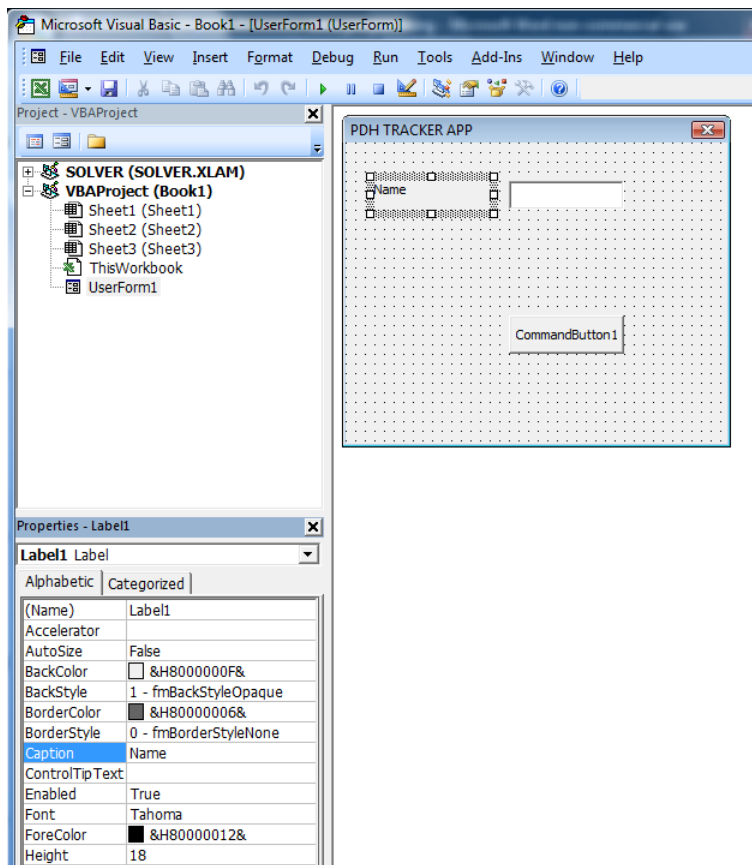 Microsoft Visual Basic - Book1 - [UserForm1 (UserForm)]
File Edit View Insert Format Debug Run Tools Add-Ins Window Help
Project - VBAProject
SOLVER (SOLVER.XLAM)
VBAProject (Book1)
Sheet1 (Sheet1)
Sheet2 (Sheet2)
Sheet3 (Sheet3)
ThisWorkbook
UserForm1
PDH TRACKER APP
Name
CommandButton1
Properties - Label1
Label1 Label
Alphabetic Categorized
(Name) Label1
Accelerator
AutoSize False
BackColor &H8000000F&
BackStyle 1 - fmBackStyleOpaque
BorderColor &H80000006&
BorderStyle 0 - fmBorderStyleNone
Caption Name
ControlTipText
Enabled True
Font Tahoma
ForeColor &H80000012&
Height 18